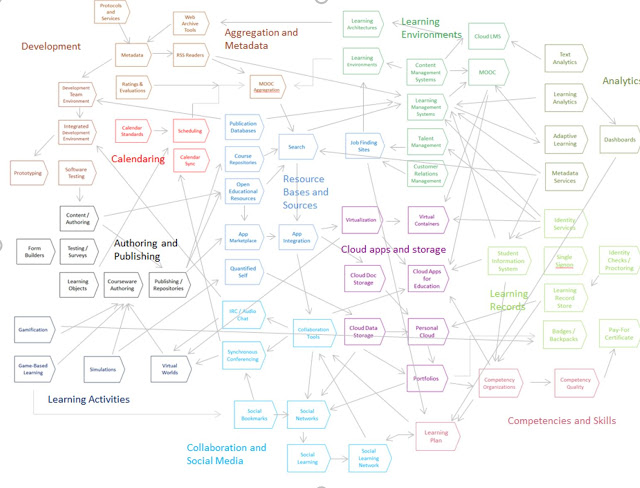 Protocols and
Services
Web
Archive
Tools
Learning
Architectures
Learning
Environments
Cloud LMS
Development
Aggregation and
Metadata
Metadata
RSS Readers
Learning
Environments
Content
Management
Systems
MOOC
Text
Analytics
Analytics
Development
Team
Environment
Ratings &
Evaluations
MOOC
Aggregation
Learning
Management
Systems
Learning
Analytics
Integrated
Development
Environment
Calendar
Standards
Scheduling
Publication
Databases
Search
Job Finding
Sites
Talent
Management
Adaptive
Learning
Dashboards
Calendaring
Calendar
Sync
Course
Repositories
Customer
Relations
Management
Metadata
Services
Prototyping
Software
Testing
Open
Educational
Resources
Resource
Bases and
Sources
Content /
Authoring
Virtualization
Virtual
Containers
Identity
Services
App
Marketplace
App
Integration
Form
Builders
Testing /
Surveys
Authoring and
Publishing
Cloud apps and storage
Student
Information
System
Single
Signon
Identity
Checks /
Proctoring
Learning
Objects
Courseware
Authoring
Publishing /
Repositories
Quantified
Self
Cloud Doc
Storage
Cloud Apps
for
Education
Learning
Records
Learning
Record
Store
Gamification
IRC / Audio
Chat
Collaboration
Tools
Cloud Data
Storage
Personal
Cloud
Badges /
Backpacks
Pay-For
Certificate
Game-Based
Learning
Simulations
Virtual
Worlds
Synchronous
Conferencing
Portfolios
Competency
Organizations
Competency
Quality
Learning Activities
Social
Bookmarks
Social
Networks
Competencies and Skills
Learning
Plan
Collaboration and
Social Media
Social
Learning
Social
Learning
Network